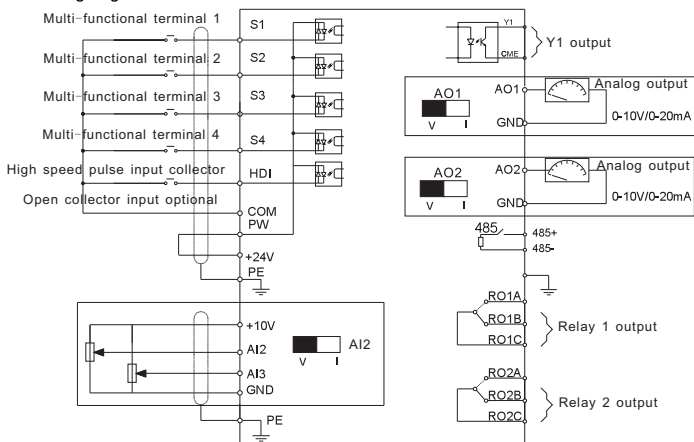 Multi-functional terminal 1
S1
Multi-functional terminal 2
S2
Multi-functional terminal 3
S3
Multi-functional terminal 4
S4
High speed pulse input collector
HDI
Open collector input optional
COM
PW
+24V
PE
+10V
AI2
AI3
GND
AI2
V I
PE
Y1
CME
Y1 output
AO1
V I
AO1
GND
Analog output
0-10V/0-20mA
AO2
V I
AO2
GND
Analog output
0-10V/0-20mA
485
485+
485-
RO1A
RO1B
RO1C
Relay 1 output
RO2A
RO2B
RO2C
Relay 2 output